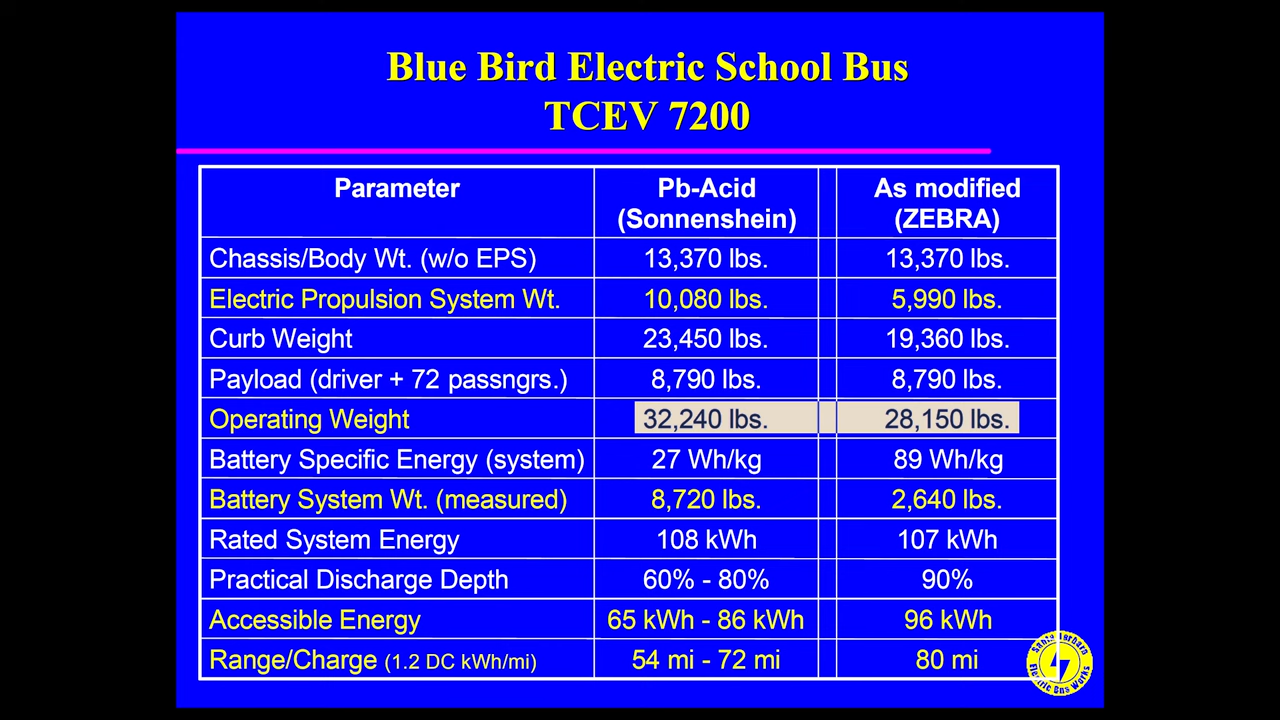 Blue Bird Electric School Bus
TCEV 7200
Parameter Pb-Acid (Sonnenshein) As modified (ZEBRA)
Chassis/Body Wt. (w/o EPS) 13,370 lbs. 13,370 lbs.
Electric Propulsion System Wt. 10,080 lbs. 5,990 lbs.
Curb Weight 23,450 lbs. 19,360 lbs.
Payload (driver + 72 passngrs.) 8,790 lbs. 8,790 lbs.
Operating Weight 32,240 lbs. 28,150 lbs.
Battery Specific Energy (system) 27 Wh/kg 89 Wh/kg
Battery System Wt. (measured) 8,720 lbs. 2,640 lbs.
Rated System Energy 108 kWh 107 kWh
Practical Discharge Depth 60% - 80% 90%
Accessible Energy 65 kWh - 86 kWh 96 kWh
Range/Charge (1.2 DC kWh/mi) 54 mi - 72 mi 80 mi
Santa Barbara
Electric Bus Works